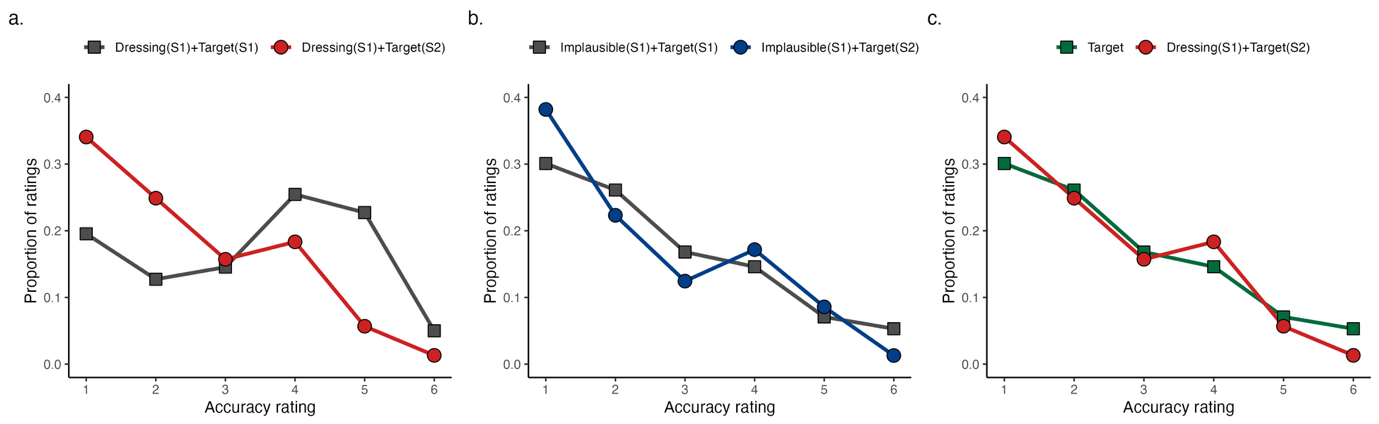 a.
Dressing(S1)+Target(S1) Dressing(S1)+Target(S2)
Proportion of ratings
0.4
0.3
0.2
0.1
0.0
1 2 3 4 5 6
Accuracy rating
b.
Implausible(S1)+Target(S1) Implausible(S1)+Target(S2)
Proportion of ratings
0.4
0.3
0.2
0.1
0.0
1 2 3 4 5 6
Accuracy rating
c.
Target Dressing(S1)+Target(S2)
Proportion of ratings
0.4
0.3
0.2
0.1
0.0
1 2 3 4 5 6
Accuracy rating